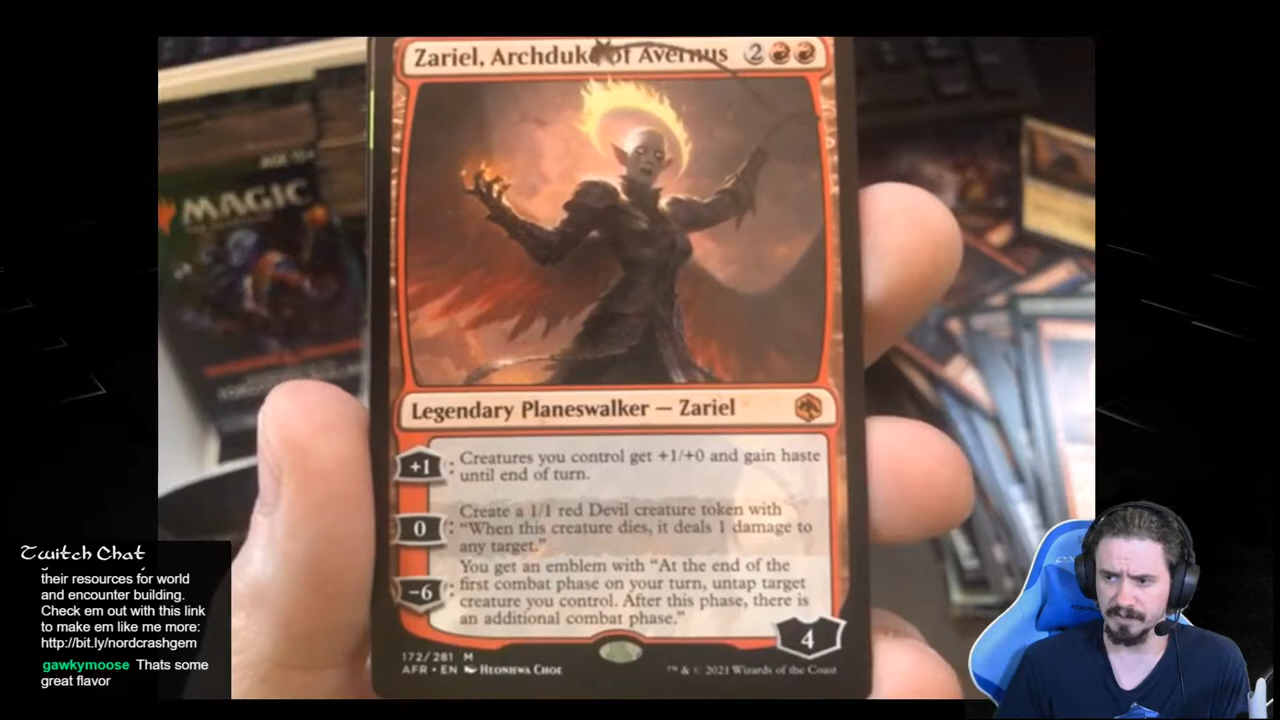 Zariel, Archduke of Avernus 2
MAGIC
Legendary Planeswalker — Zariel
+1 : Creatures you control get +1/+0 and gain haste
until end of turn.
0 : Create a 1/1 red Devil creature token with
“When this creature dies, it deals 1 damage to
any target.”
-6 : You get an emblem with “At the end of the
first combat phase on your turn, untap target
creature you control. After this phase, there is
an additional combat phase.”
4
172/281 M
AFR • EN HEONHWA CHOE
™ & © 2021 Wizards of the Coast
Twitch Chat
their resources for world
and encounter building.
Check em out with this link
to make em like me more:
http://bit.ly/nordcrashgem
gawkymoose Thats some
great flavor